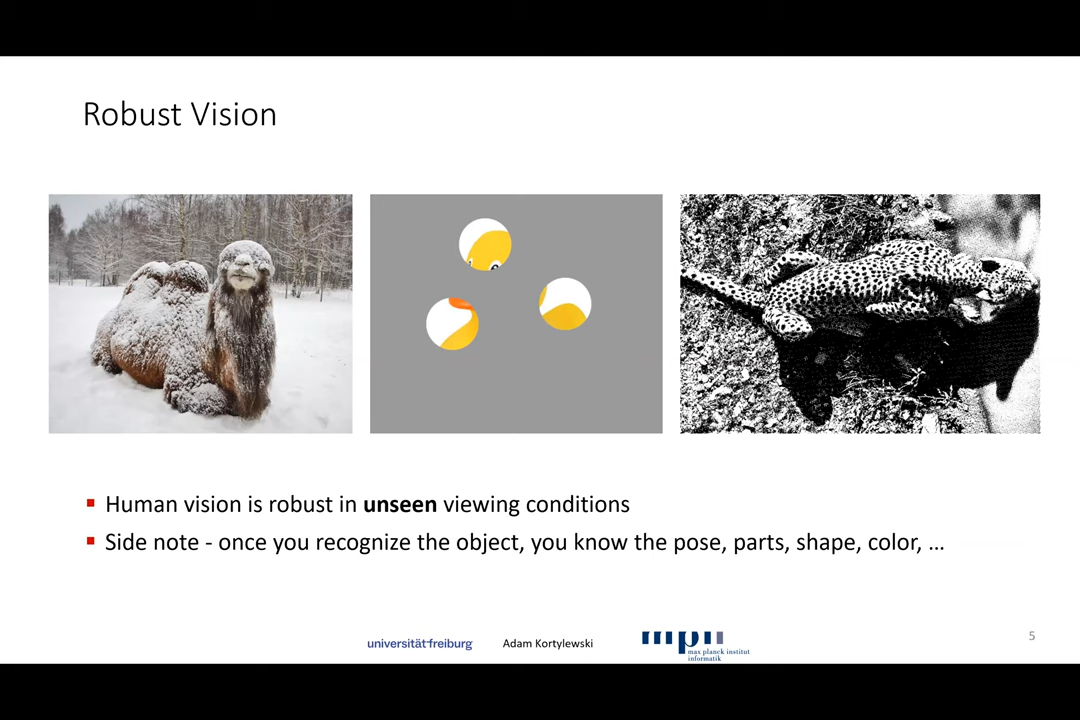 Robust Vision
Human vision is robust in unseen viewing conditions
Side note - once you recognize the object, you know the pose, parts, shape, color, …
universität freiburg
Adam Kortylewski
mpi
max planck institut
informatik
5